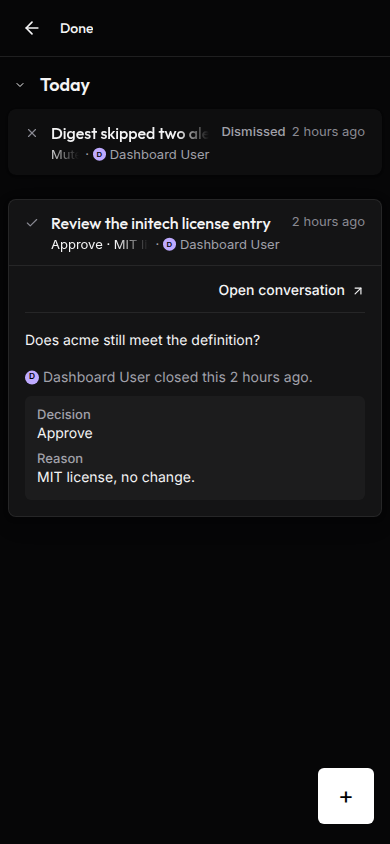 Done
Today
Digest skipped two Dismissed 2 hours ago
· D Dashboard User
Review the initech license entry 2 hours ago
Approve · MIT · D Dashboard User
Open conversation
Does acme still meet the definition?
D Dashboard User closed this 2 hours ago.
Decision
Approve
Reason
MIT license, no change.
+